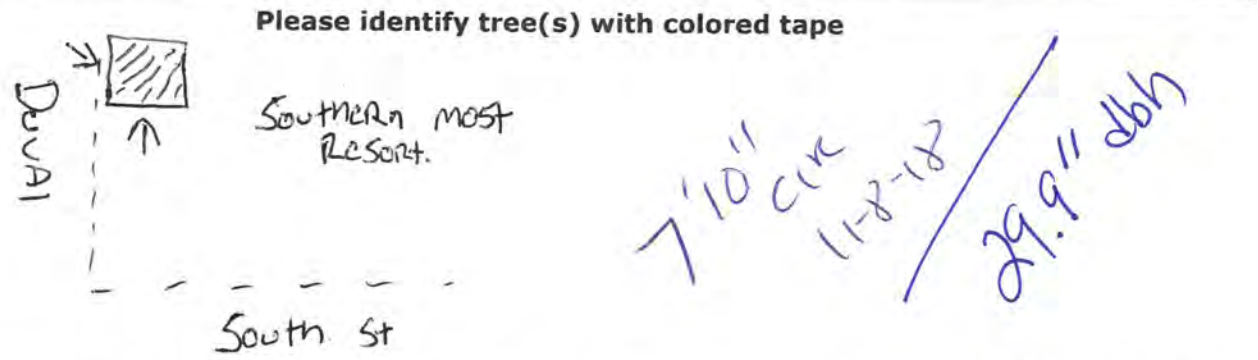 Please identify tree(s) with colored tape
Duval
Southern most
Resort.
South St
7'10" cir
11-8-18
29.9" dbh